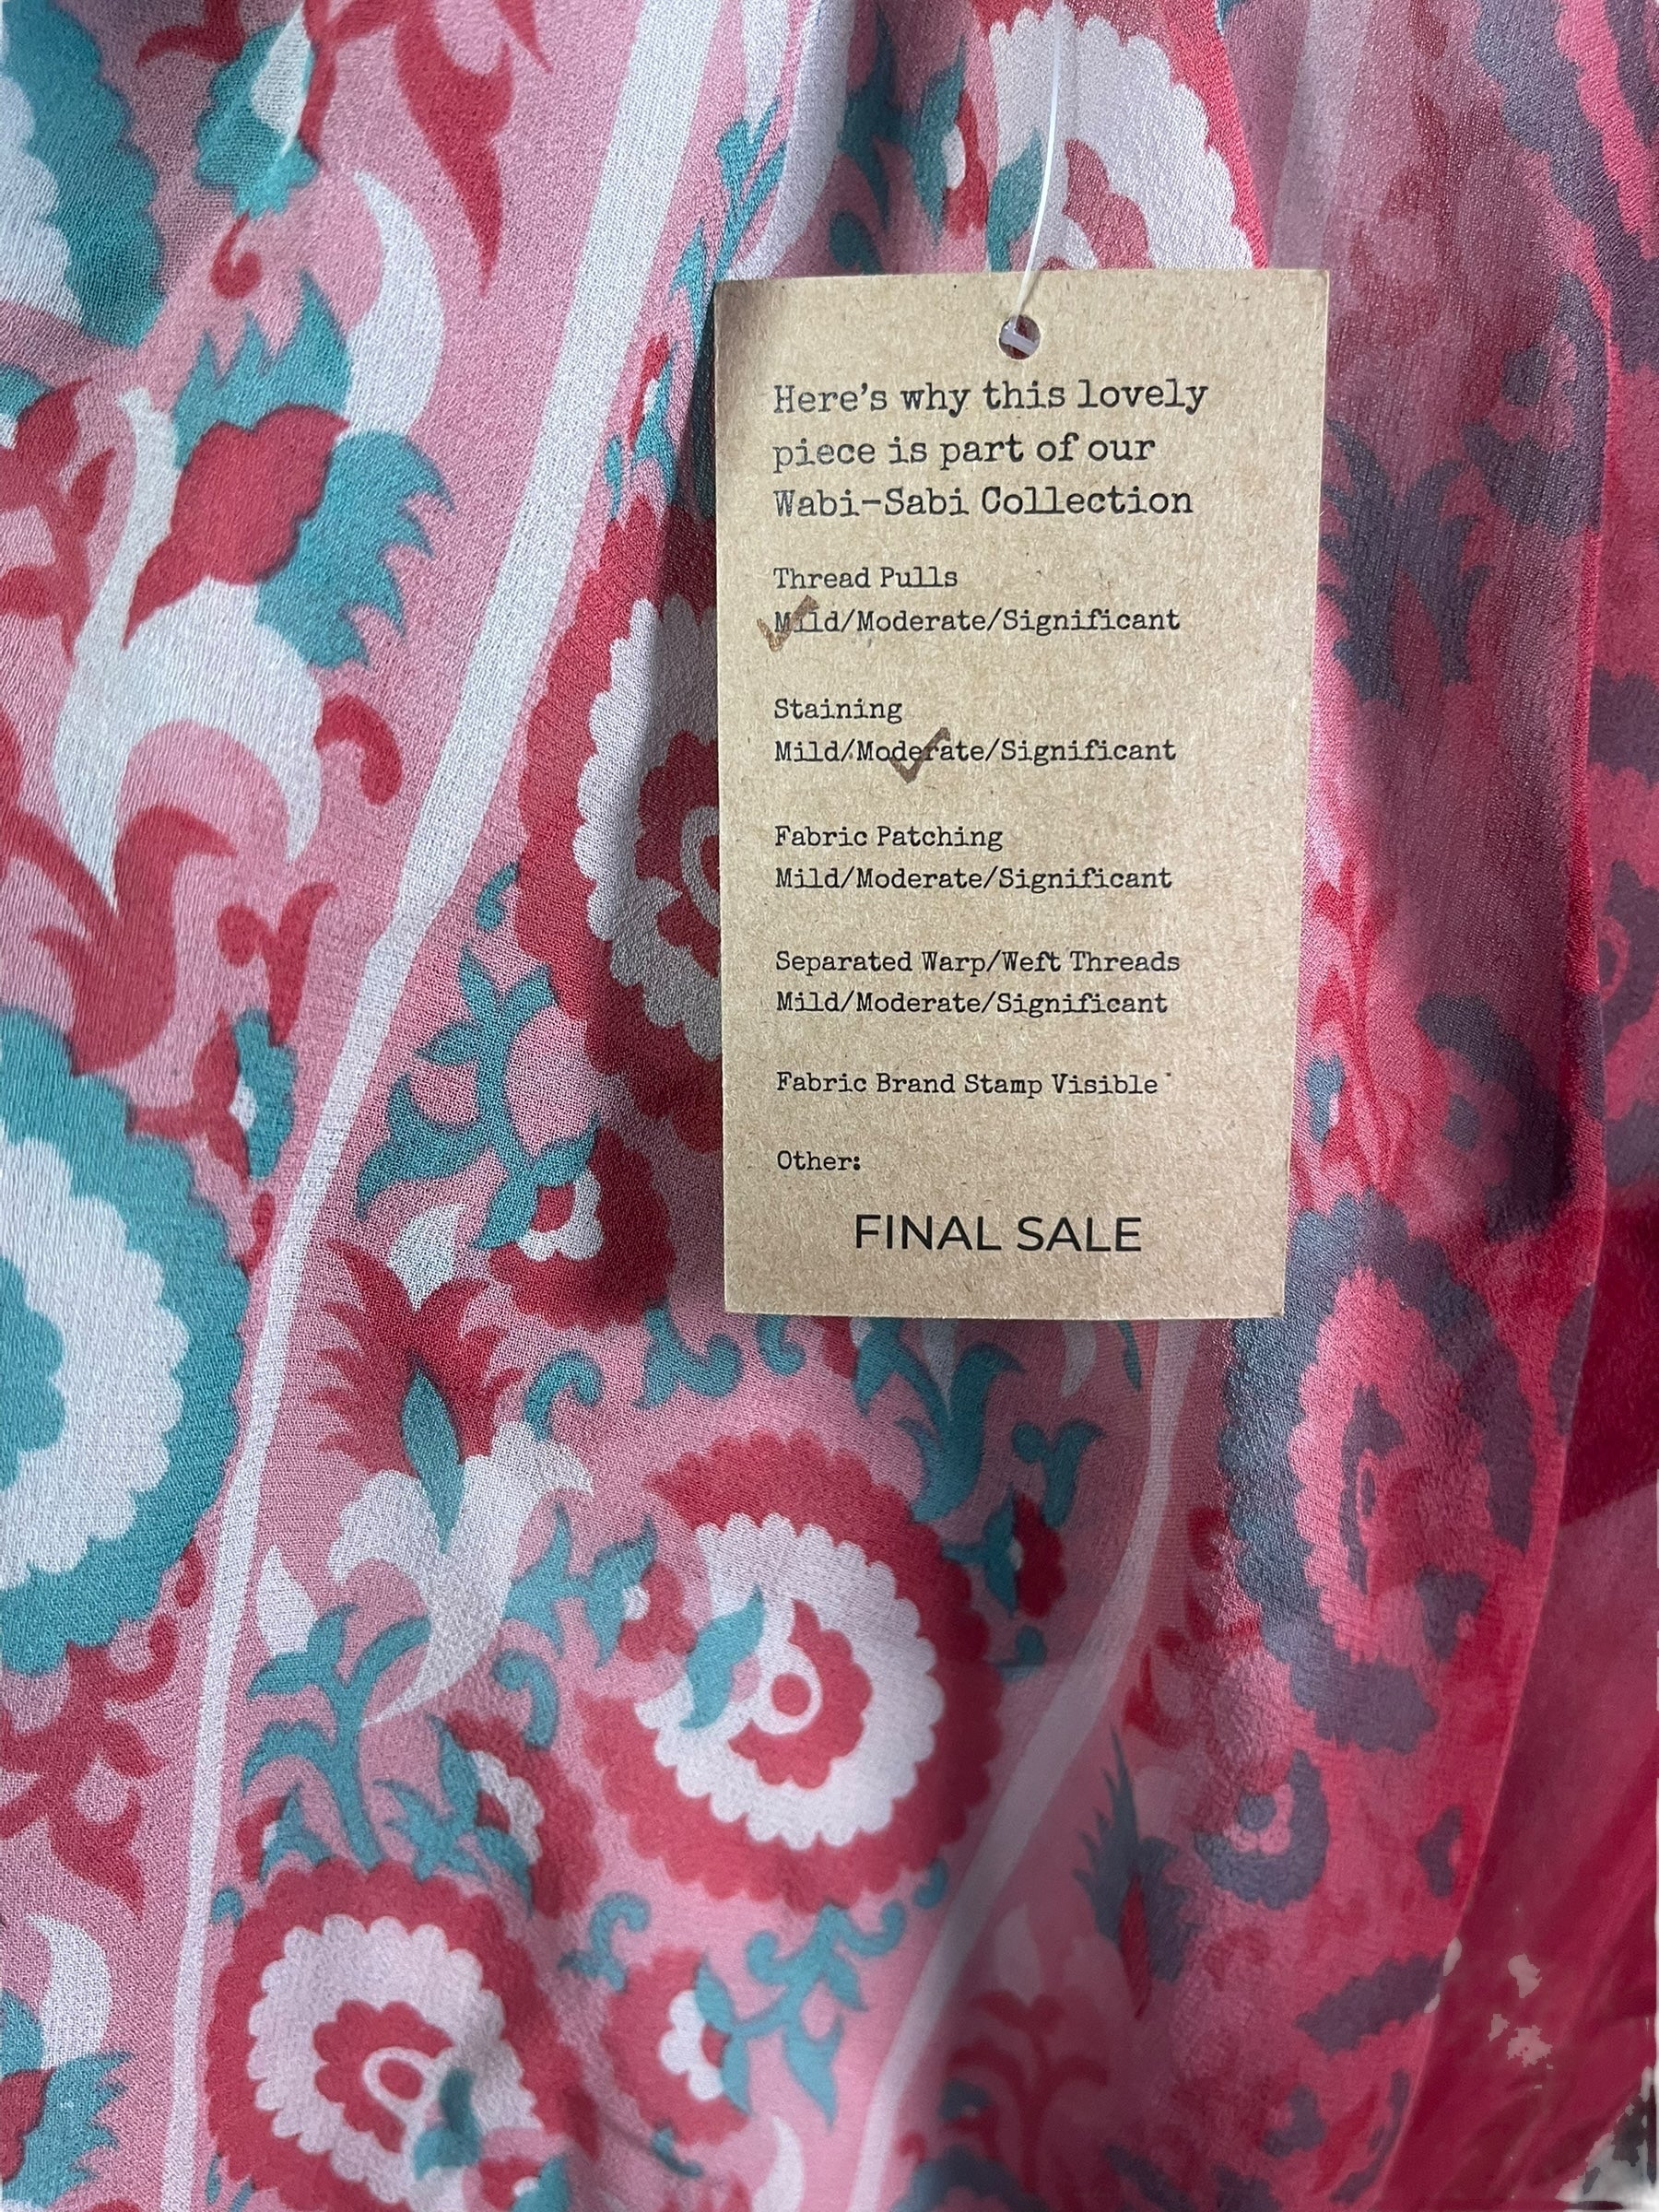 Here's why this lovely
piece is part of our
Wabi-Sabi Collection
Thread Pulls
Mild/Moderate/Significant
Staining
Mild/Moderate/Significant
Fabric Patching
Mild/Moderate/Significant
Separated Warp/Weft Threads
Mild/Moderate/Significant
Fabric Brand Stamp Visible
Other:
FINAL SALE